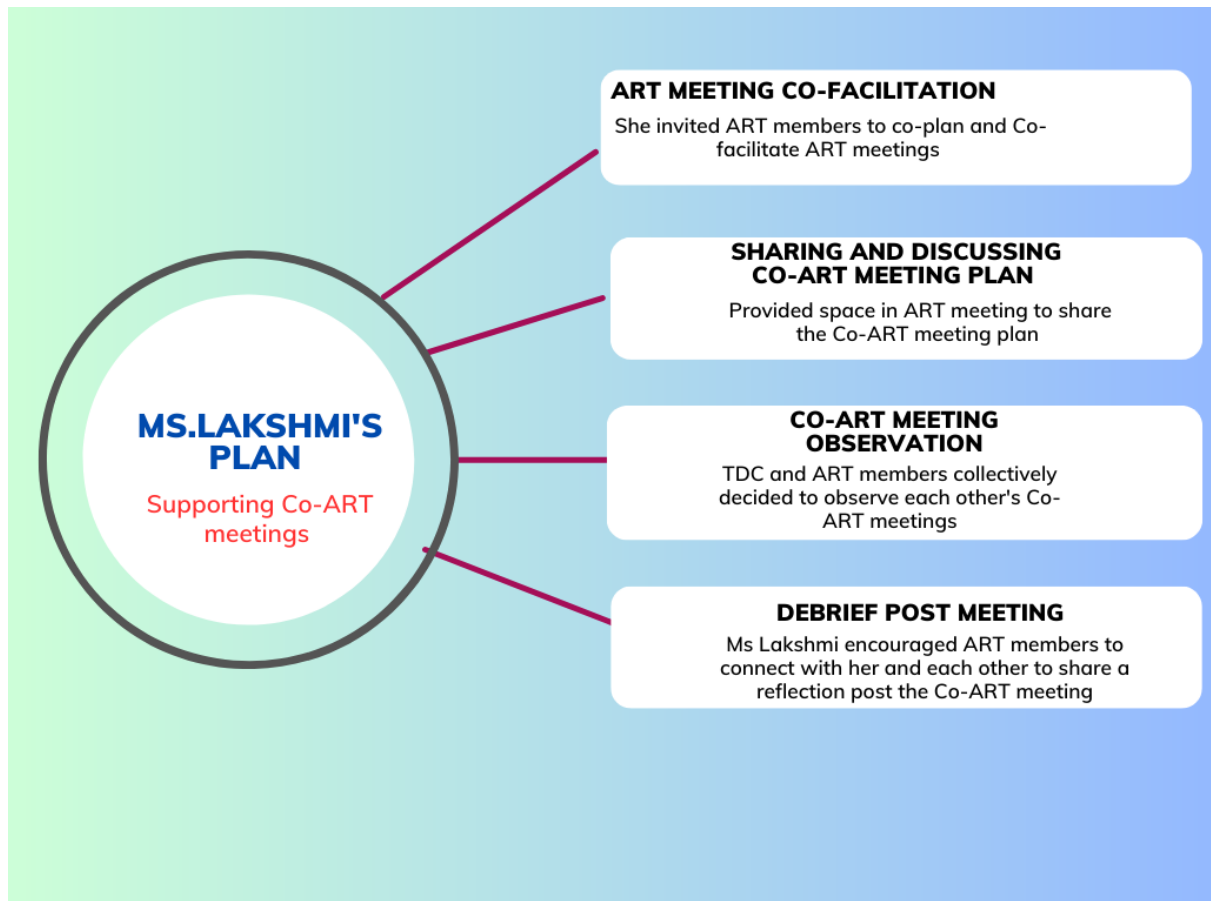 MS.LAKSHMI'S
PLAN
Supporting Co-ART
meetings
ART MEETING CO-FACILITATION
She invited ART members to co-plan and Co-
facilitate ART meetings
SHARING AND DISCUSSING
CO-ART MEETING PLAN
Provided space in ART meeting to share
the Co-ART meeting plan
CO-ART MEETING
OBSERVATION
TDC and ART members collectively
decided to observe each other's Co-
ART meetings
DEBRIEF POST MEETING
Ms Lakshmi encouraged ART members to
connect with her and each other to share a
reflection post the Co-ART meeting